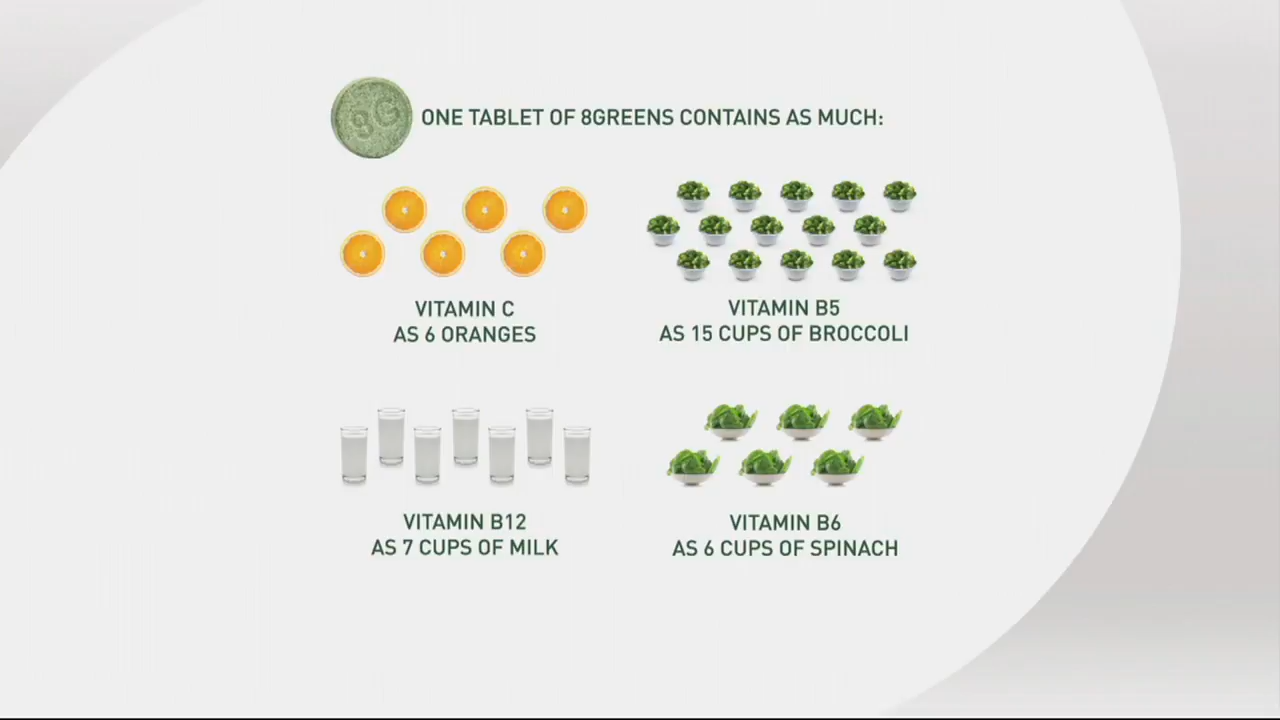 8G
ONE TABLET OF 8GREENS CONTAINS AS MUCH:
VITAMIN C
AS 6 ORANGES
VITAMIN B5
AS 15 CUPS OF BROCCOLI
VITAMIN B12
AS 7 CUPS OF MILK
VITAMIN B6
AS 6 CUPS OF SPINACH